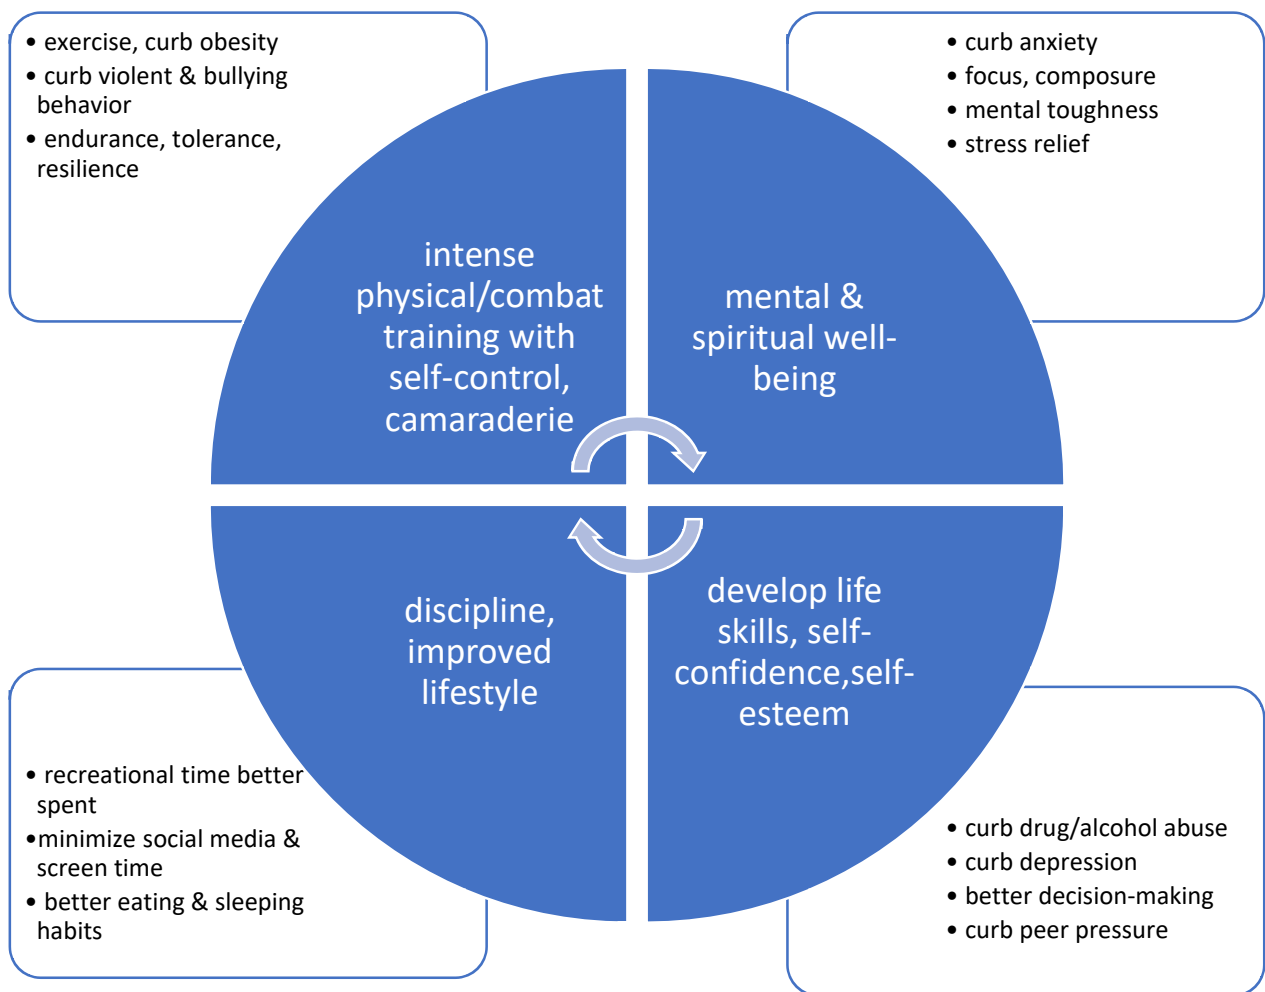 • exercise, curb obesity
• curb violent & bullying
behavior
• endurance, tolerance,
resilience
• curb anxiety
• focus, composure
• mental toughness
• stress relief
intense
physical/combat
training with
self-control,
camaraderie
mental &
spiritual well-
being
discipline,
improved
lifestyle
develop life
skills, self-
confidence,self-
esteem
• recreational time better
spent
•minimize social media &
screen time
• better eating & sleeping
habits
• curb drug/alcohol abuse
• curb depression
• better decision-making
• curb peer pressure